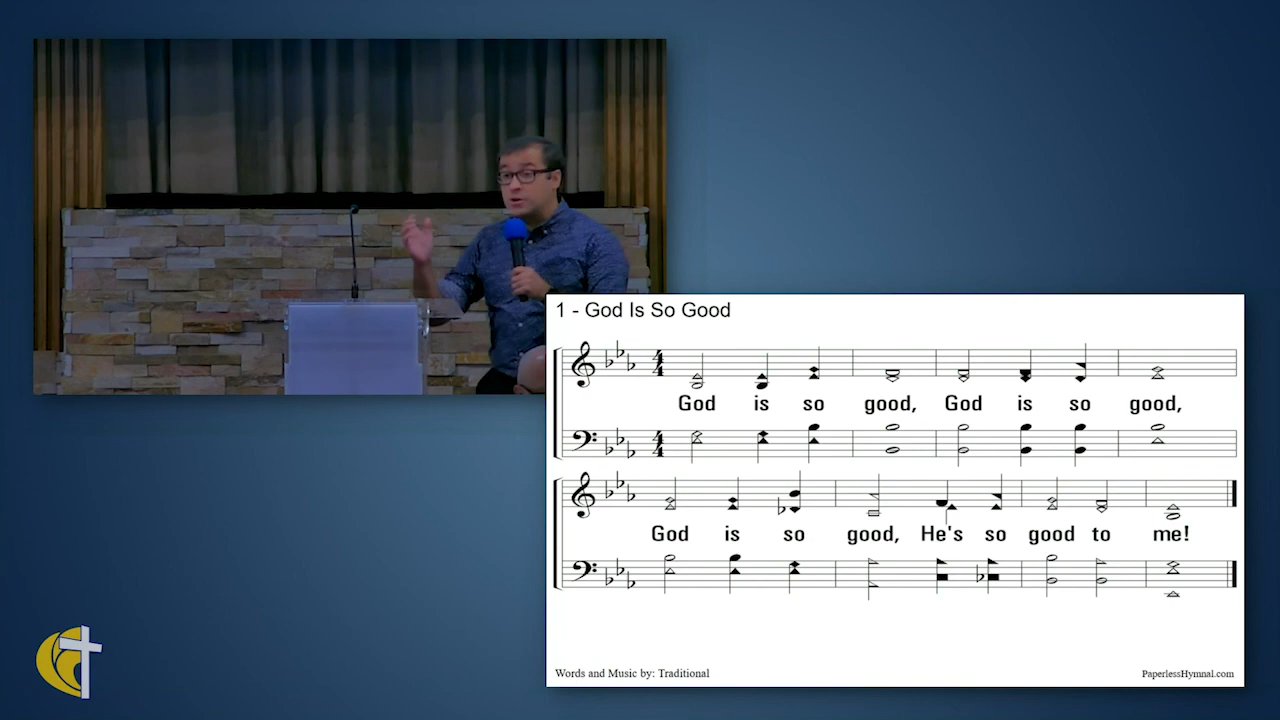 1 - God Is So Good
God is so good, God is so good,
God is so good, He's so good to me!
Words and Music by: Traditional
PaperlessHymnal.com